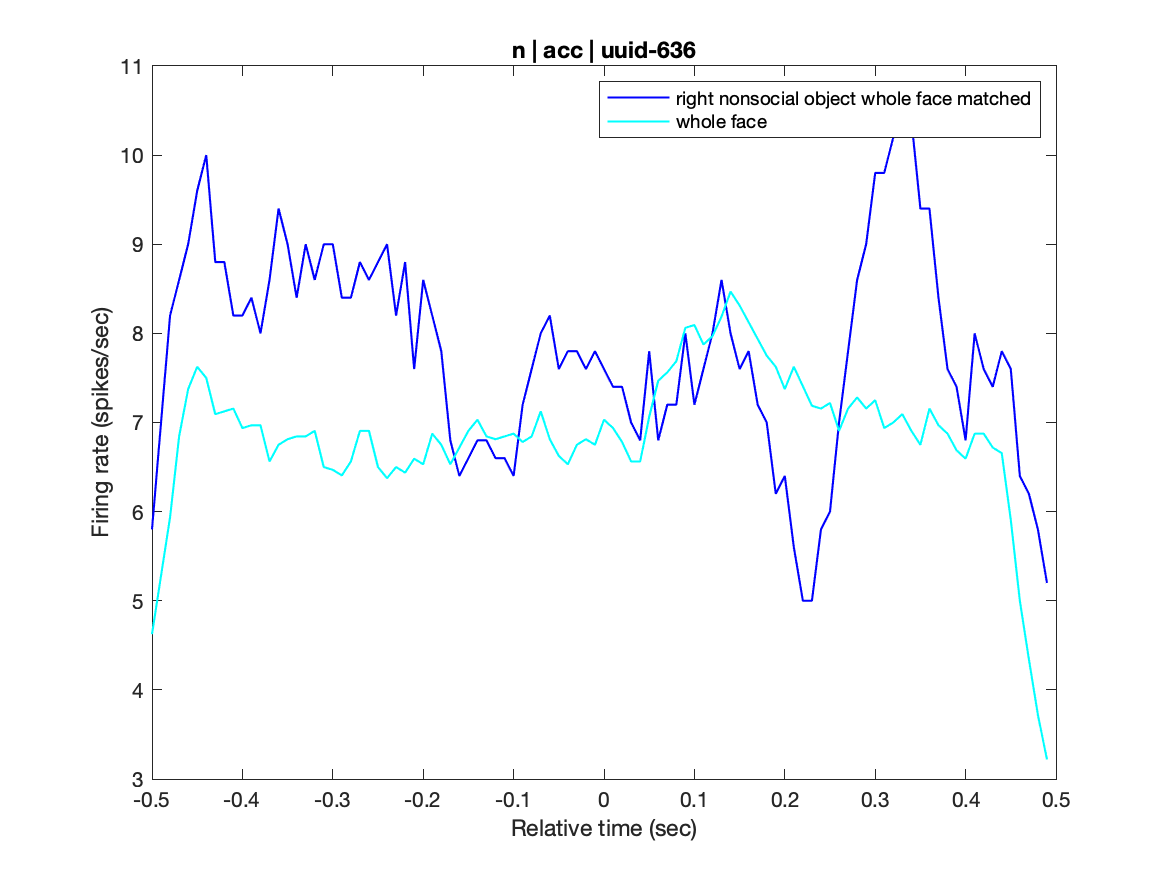 n | acc | uuid-636
11
10
9
8
7
6
5
4
3
right nonsocial object whole face matched
whole face
Firing rate (spikes/sec)
-0.5 -0.4 -0.3 -0.2 -0.1 0 0.1 0.2 0.3 0.4 0.5
Relative time (sec)